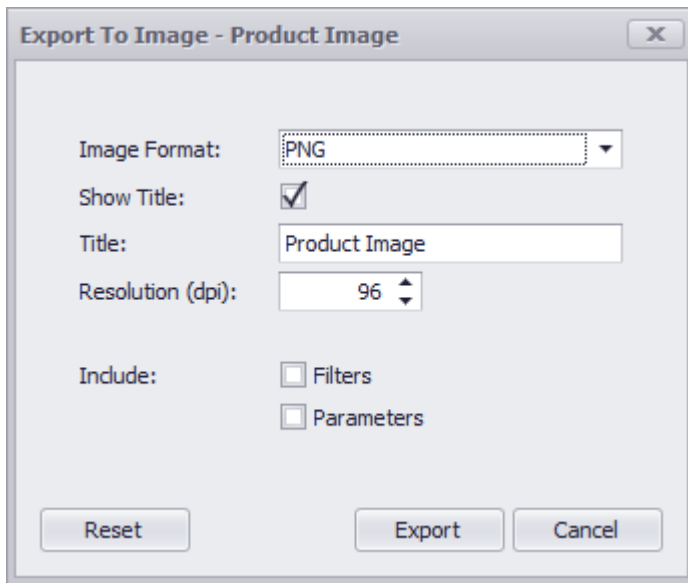 Export To Image - Product Image
Image Format: PNG
Show Title:
Title: Product Image
Resolution (dpi): 96
Include: Filters
Parameters
Reset Export Cancel